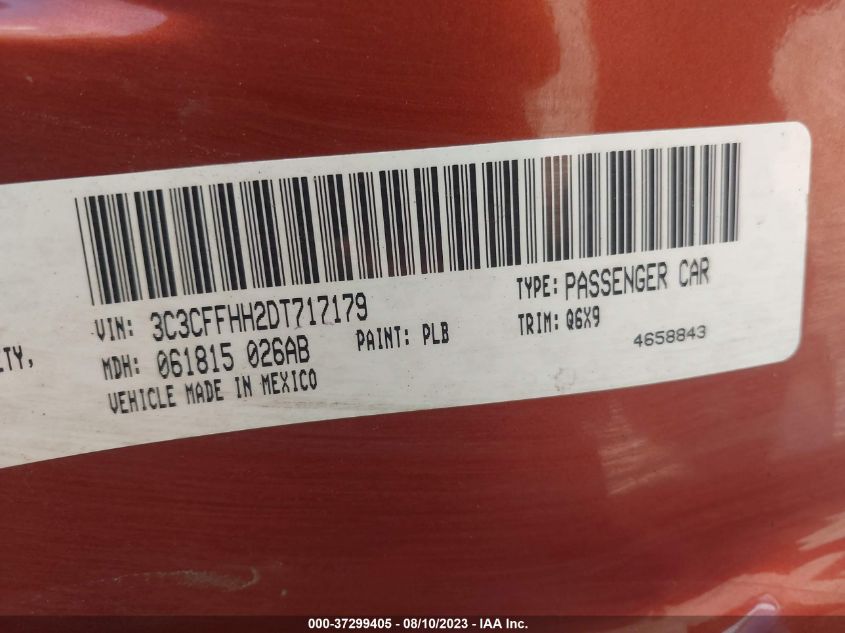 TYPE: PASSENGER CAR
VIN: 3C3CFFHH2DT717179
PAINT: PLB
TRIM: Q6X9
LTY,
MDH: 061815 026AB
4658843
VEHICLE MADE IN MEXICO
000-37299405 - 08/10/2023 - IAA Inc.